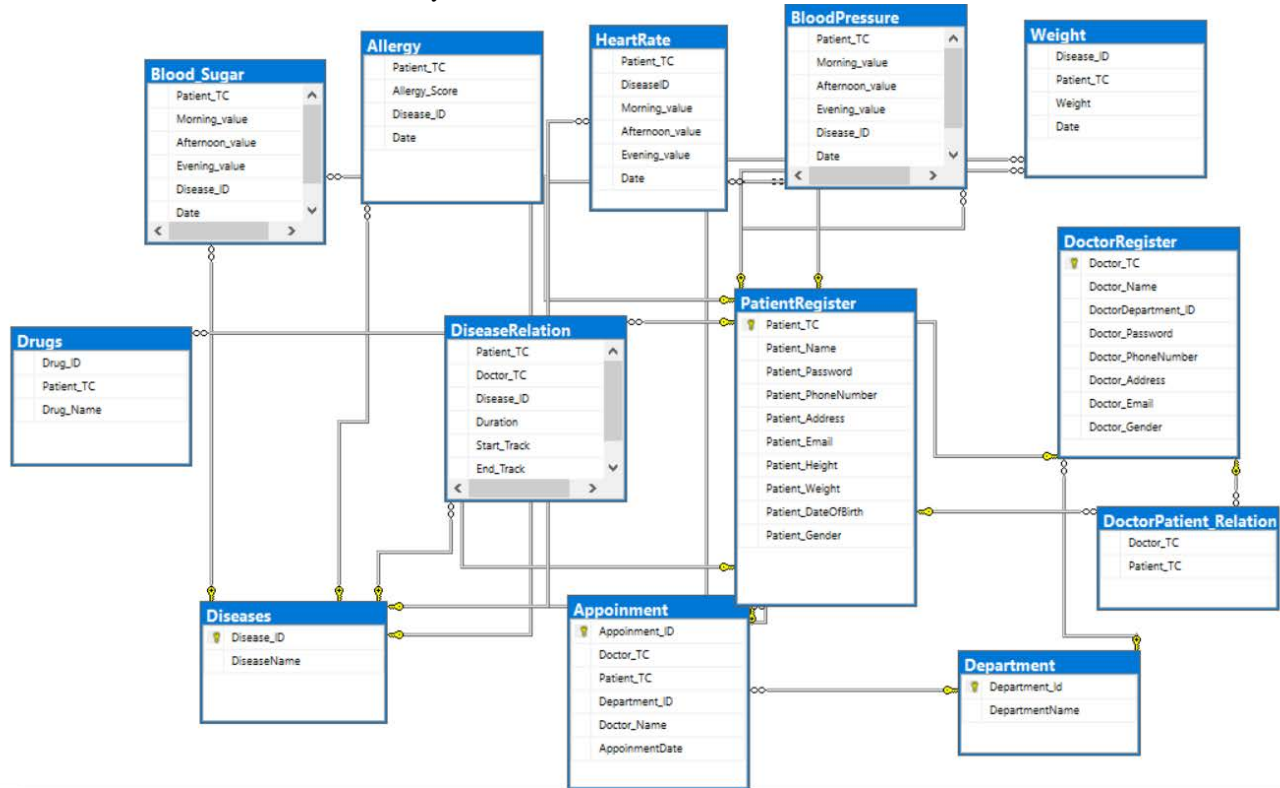 Blood_Sugar
Patient_TC
Morning_value
Afternoon_value
Evening_value
Disease_ID
Date
Allergy
Patient_TC
Allergy_Score
Disease_ID
Date
HeartRate
Patient_TC
DiseaseID
Morning_value
Afternoon_value
Evening_value
Date
BloodPressure
Patient_TC
Morning_value
Afternoon_value
Evening_value
Disease_ID
Date
Weight
Disease_ID
Patient_TC
Weight
Date
Drugs
Drug_ID
Patient_TC
Drug_Name
DiseaseRelation
Patient_TC
Doctor_TC
Disease_ID
Duration
Start_Track
End_Track
PatientRegister
Patient_TC
Patient_Name
Patient_Password
Patient_PhoneNumber
Patient_Address
Patient_Email
Patient_Height
Patient_Weight
Patient_DateOfBirth
Patient_Gender
DoctorRegister
Doctor_TC
Doctor_Name
DoctorDepartment_ID
Doctor_Password
Doctor_PhoneNumber
Doctor_Address
Doctor_Email
Doctor_Gender
DoctorPatient_Relation
Doctor_TC
Patient_TC
Diseases
Disease_ID
DiseaseName
Appoinment
Appoinment_ID
Doctor_TC
Patient_TC
Department_ID
Doctor_Name
AppoinmentDate
Department
Department_Id
DepartmentName